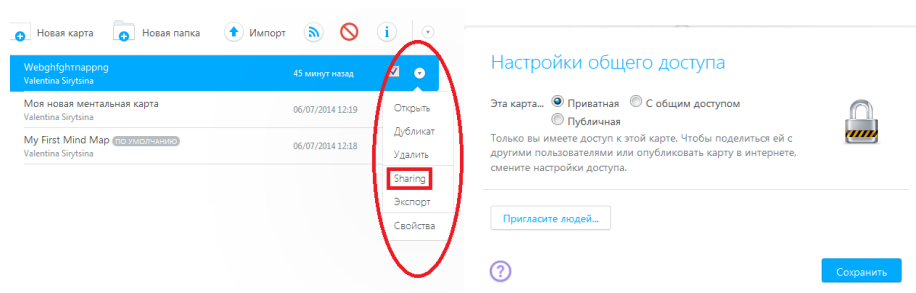 Новая карта Новая папка Импорт
Webghfghтпappng
Valentina Sirytsina
45 минут назад
Моя новая ментальная карта
Valentina Sirytsina
06/07/2014 12:19
My First Mind Map ПО УМОЛЧАНИЮ
Valentina Sirytsina
06/07/2014 12:18
Открыть
Дубликат
Удалить
Sharing
Экспорт
Свойства
Настройки общего доступа
Эта карта... Приватная С общим доступом
Публичная
Только вы имеете доступ к этой карте. Чтобы поделиться ей с
другими пользователями или опубликовать карту в интернете,
смените настройки доступа.
Пригласите людей...
Сохранить